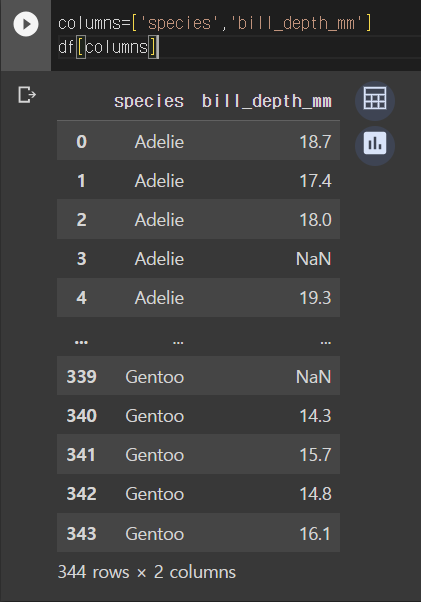 columns=['species','bill_depth_mm']
df[columns]
species bill_depth_mm
0 Adelie 18.7
1 Adelie 17.4
2 Adelie 18.0
3 Adelie NaN
4 Adelie 19.3
... ... ...
339 Gentoo NaN
340 Gentoo 14.3
341 Gentoo 15.7
342 Gentoo 14.8
343 Gentoo 16.1
344 rows × 2 columns